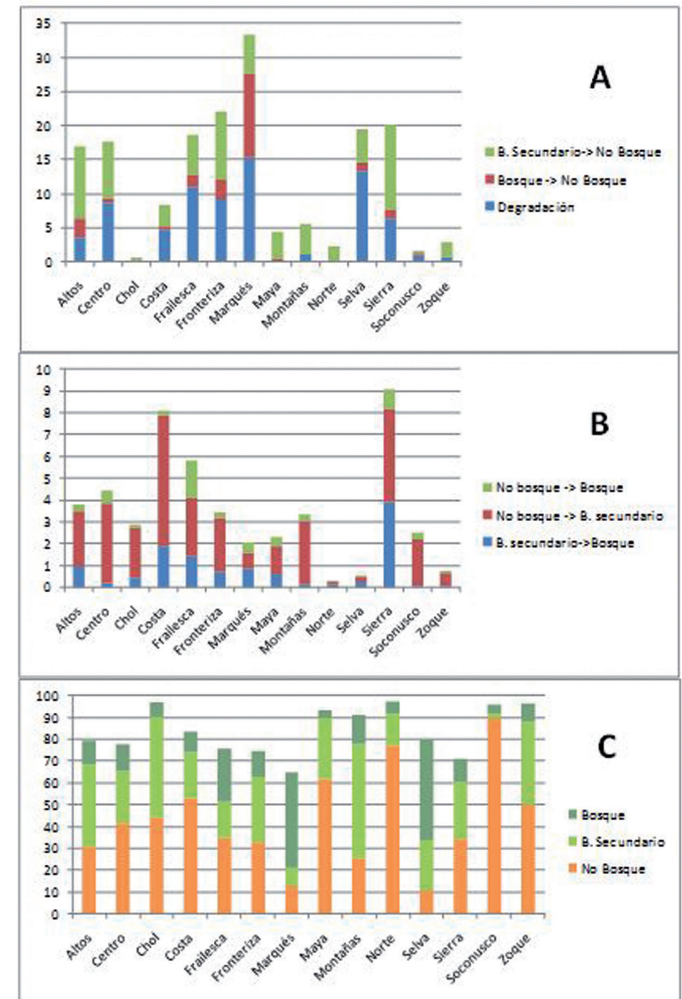 35
30
25
20
15
10
5
0
Altos
Centro
Chol
Costa
Frailesca
Fronteriza
Marqués
Maya
Montañas
Norte
Selva
Sierra
Soconusco
Zoque
A
B. Secundario-> No Bosque
Bosque -> No Bosque
Degradación
10
9
8
7
6
5
4
3
2
1
0
Altos
Centro
Chol
Costa
Frailesca
Fronteriza
Marqués
Maya
Montañas
Norte
Selva
Sierra
Soconusco
Zoque
B
No bosque -> Bosque
No bosque -> B. secundario
B. secundario->Bosque
100
90
80
70
60
50
40
30
20
10
0
Altos
Centro
Chol
Costa
Frailesca
Fronteriza
Marqués
Maya
Montañas
Norte
Selva
Sierra
Soconusco
Zoque
C
Bosque
B. Secundario
No Bosque